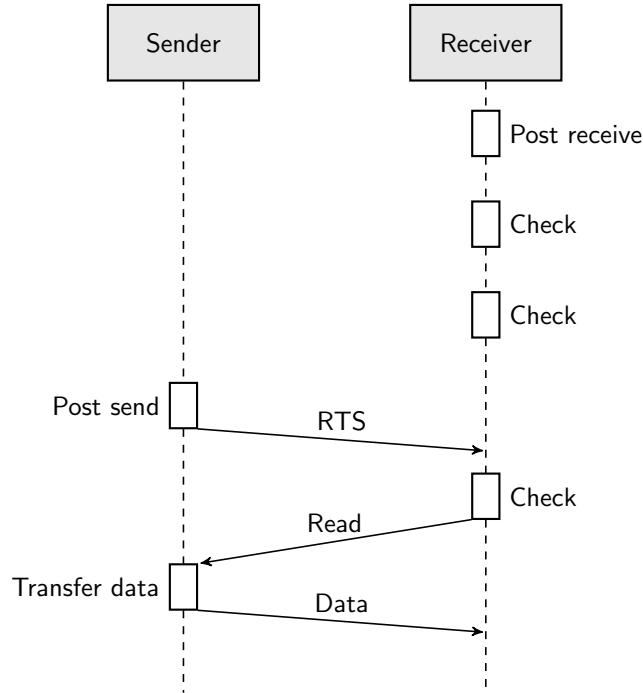 Sender
Receiver
Post receive
Check
Check
Post send
RTS
Check
Read
Transfer data
Data